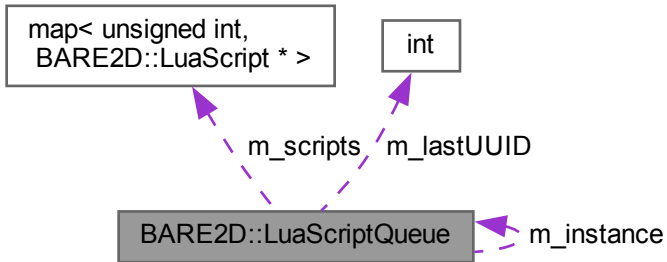 map< unsigned int,
BARE2D::LuaScript * >
int
m_scripts
m_lastUUID
BARE2D::LuaScriptQueue
m_instance